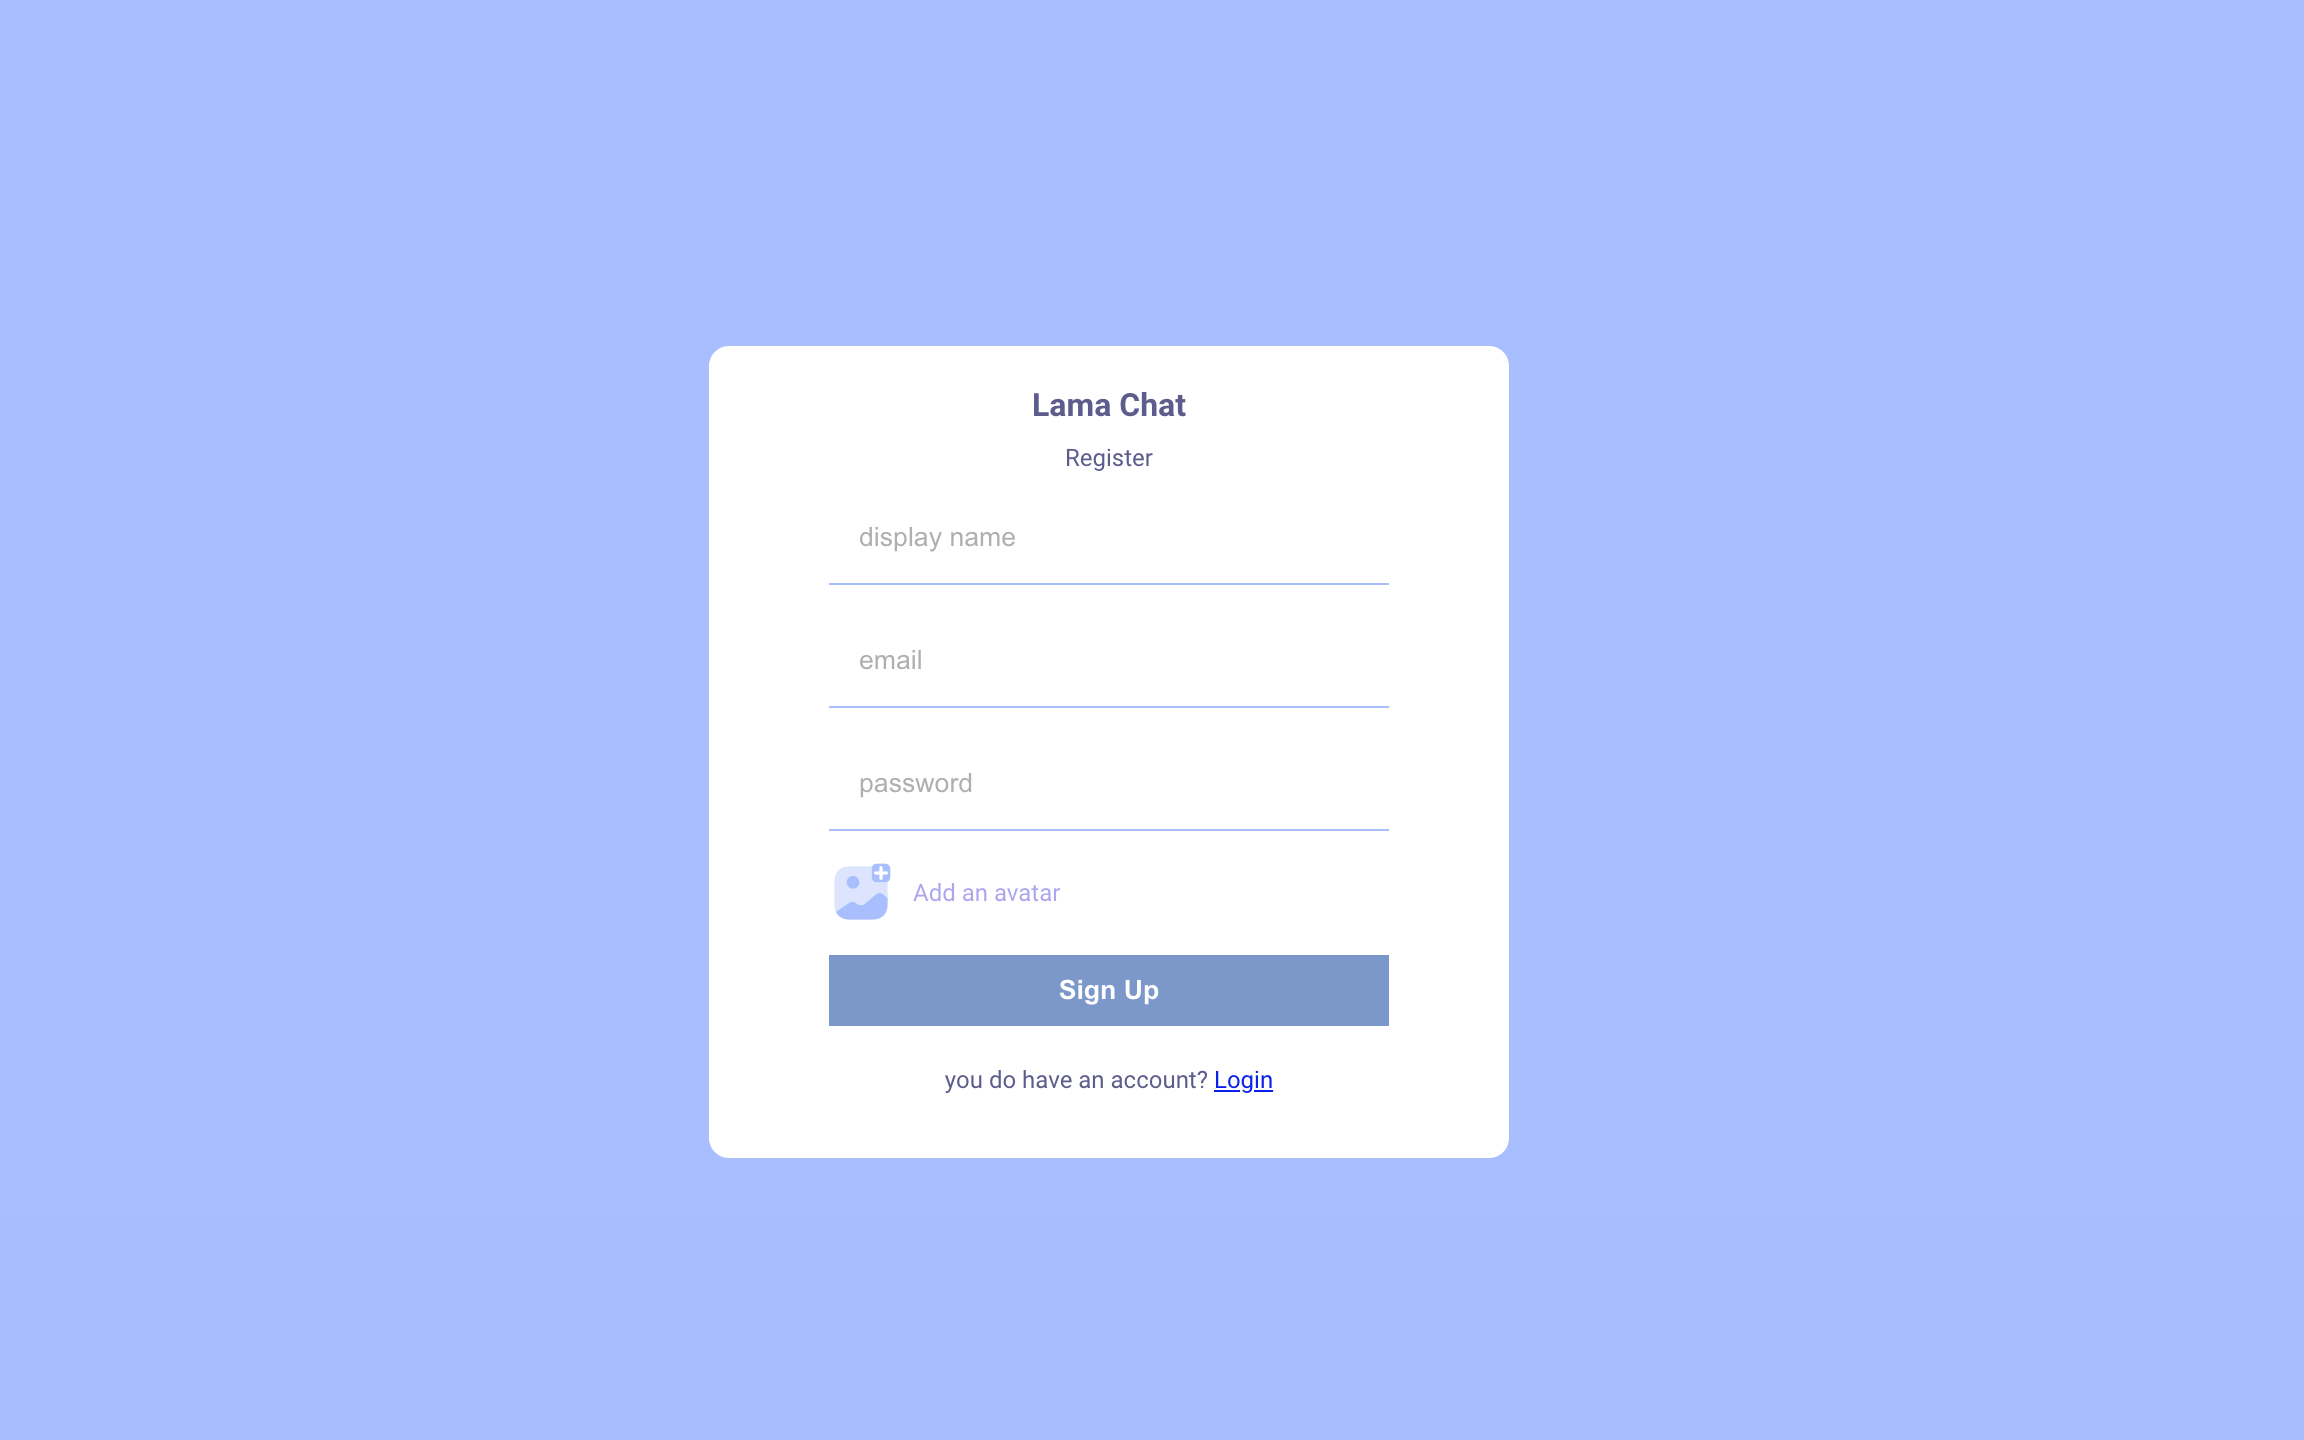 Lama Chat
Register
display name
email
password
Add an avatar
Sign Up
you do have an account? Login